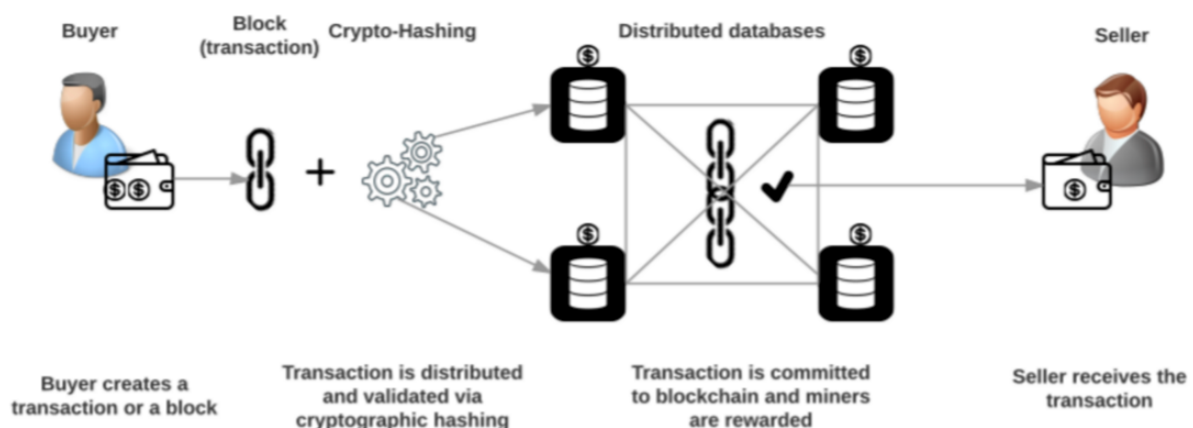 Buyer
Block
(transaction)
Crypto-Hashing
Distributed databases
Seller
$ $
$
$
$
$
$
Buyer creates a
transaction or a block
Transaction is distributed
and validated via
cryptographic hashing
Transaction is committed
to blockchain and miners
are rewarded
Seller receives the
transaction